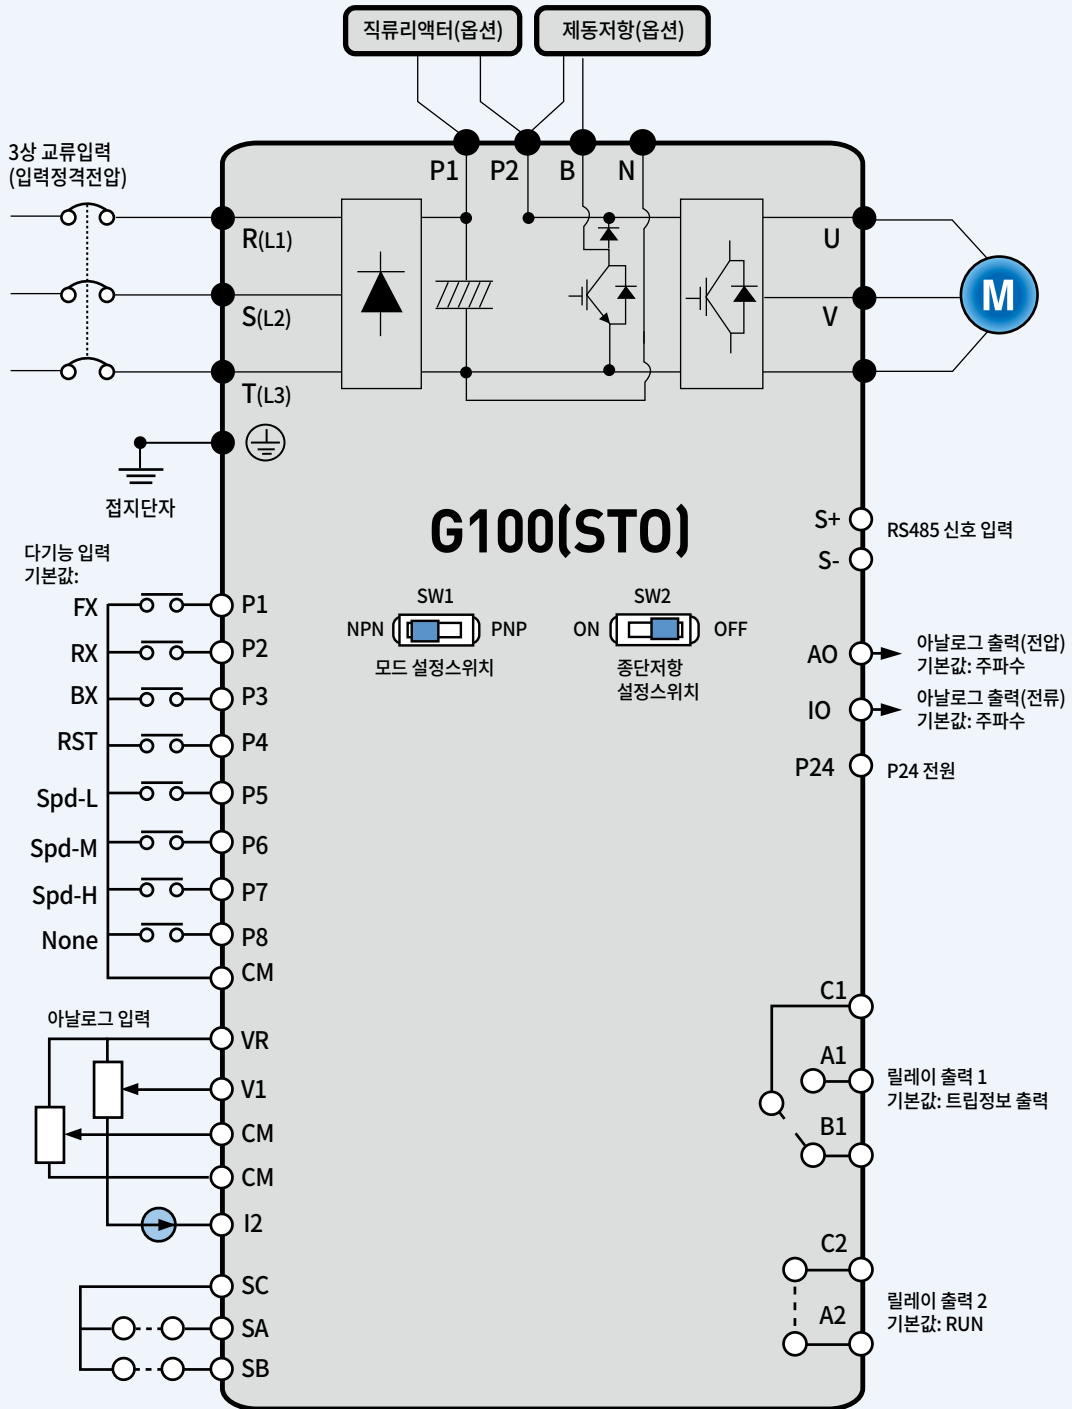 직류리액터(옵션)
제동저항(옵션)
3상 교류입력
(입력정격전압)
P1
P2
B
N
R(L1)
S(L2)
T(L3)
U
V
M
접지단자
G100(STO)
SW1
NPN
PNP
모드 설정스위치
SW2
ON
OFF
종단저항
설정스위치
다기능 입력
기본값:
FX
P1
RX
P2
BX
P3
RST
P4
Spd-L
P5
Spd-M
P6
Spd-H
P7
None
P8
CM
아날로그 입력
VR
V1
CM
CM
I2
SC
SA
SB
S+
S-
RS485 신호 입력
AO
아날로그 출력(전압)
기본값: 주파수
IO
아날로그 출력(전류)
기본값: 주파수
P24
P24 전원
C1
A1
B1
릴레이 출력 1
기본값: 트립정보 출력
C2
A2
릴레이 출력 2
기본값: RUN